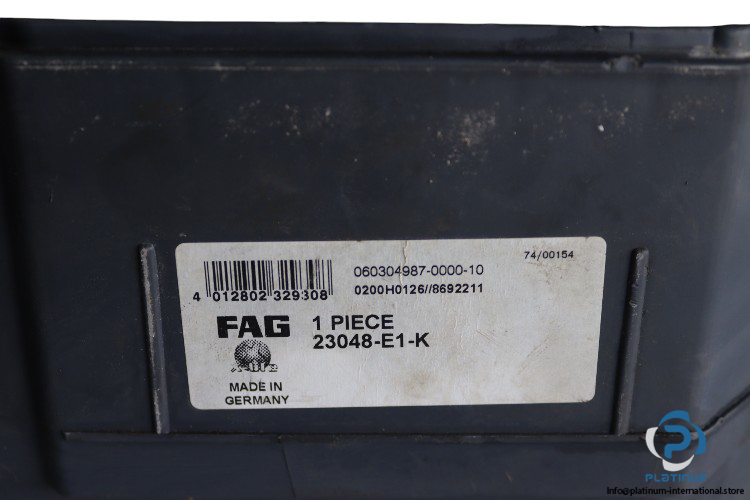 060304987-0000-10
74/00154
0200H0126//8692211
4 012802 329308
FAG
1 PIECE
23048-E1-K
X-life
MADE IN
GERMANY
PLATINUM
Info@platinum-international.store